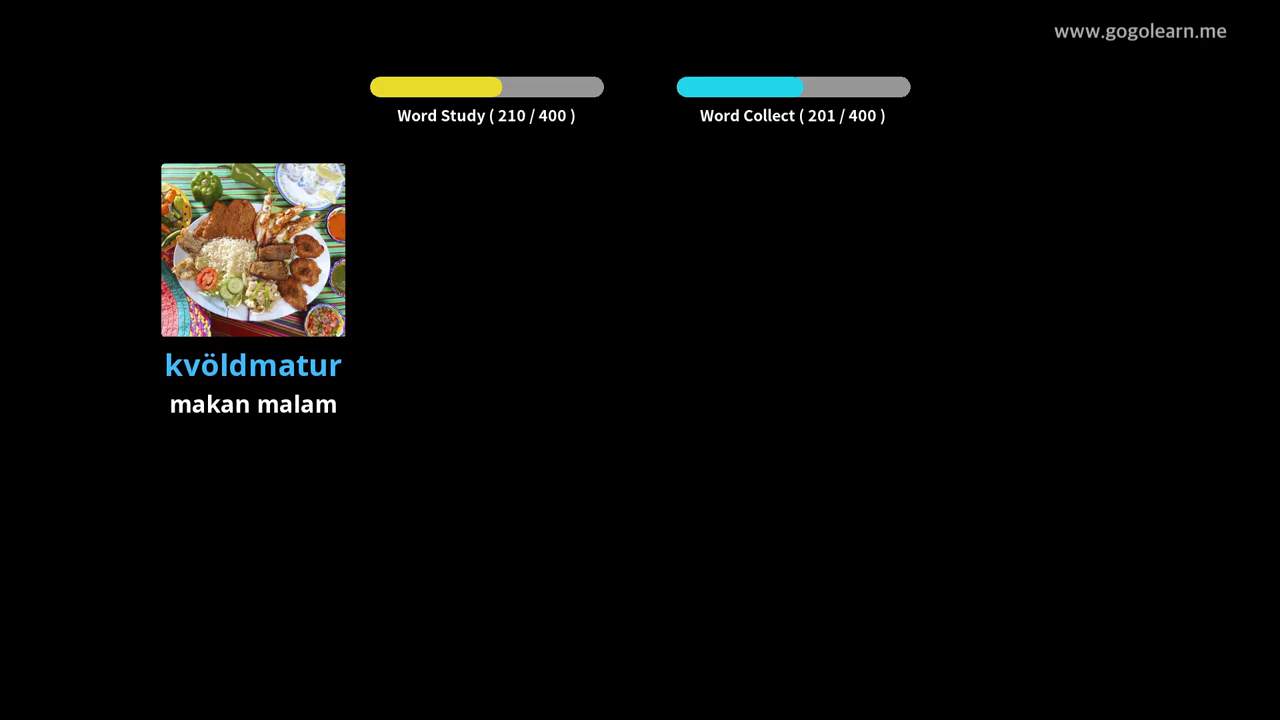 www.gogolearn.me
Word Study ( 210 / 400 )
Word Collect ( 201 / 400 )
kvöldmatur
makan malam